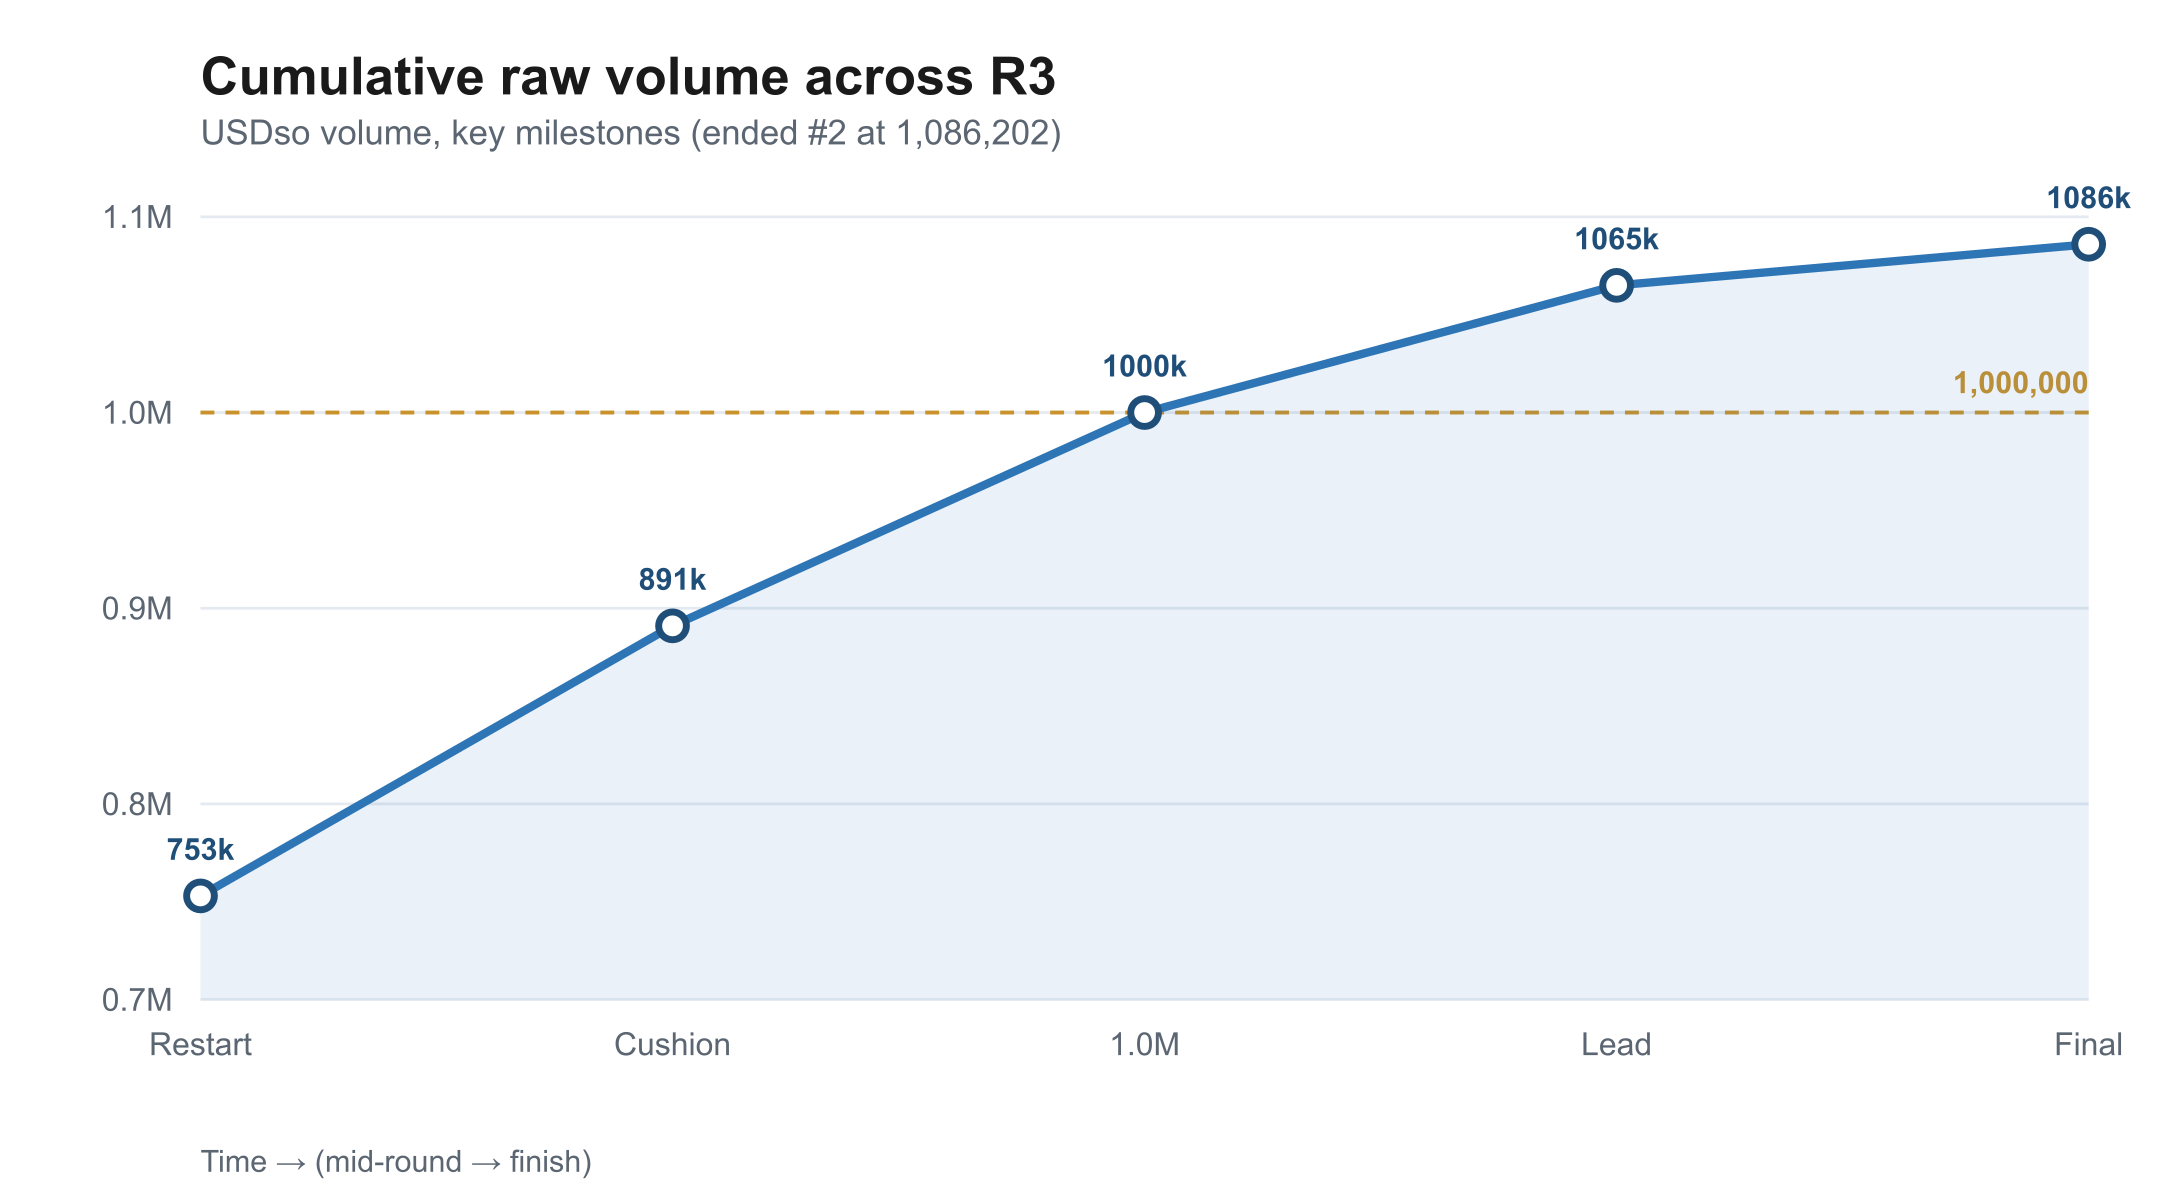 Cumulative raw volume across R3
USDso volume, key milestones (ended #2 at 1,086,202)
1086k
1.1M
1065k
1000k
1,000,000
1.0M
891k
0.9M
0.8M
753k
0.7M
Restart Cushion 1.0M Lead Final
Time → (mid-round → finish)